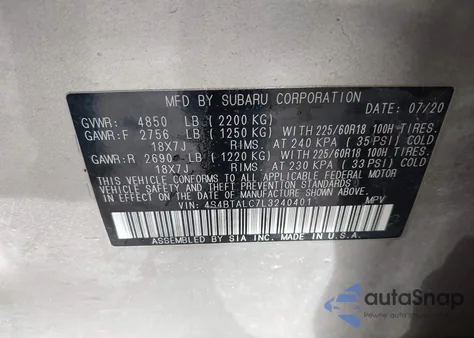 MFD BY SUBARU CORPORATION
DATE: 07/20
GVWR: 4850 LB (2200 KG)
GAWR:F 2756 LB (1250 KG) WITH 225/60R18 100H TIRES.
18X7J RIMS. AT 240 KPA ( 35 PSI) COLD
GAWR:R 2690 LB (1220 KG) WITH 225/60R18 100H TIRES.
18X7J RIMS. AT 230 KPA ( 33 PSI) COLD
THIS VEHICLE CONFORMS TO ALL APPLICABLE FEDERAL MOTOR
VEHICLE SAFETY AND THEFT PREVENTION STANDARDS
IN EFFECT ON THE DATE OF MANUFACTURE SHOWN ABOVE.
VIN: 4S4BTALC7L3240401 MPV
ASSEMBLED BY SIA INC. IN U.S.A.
autoSnap